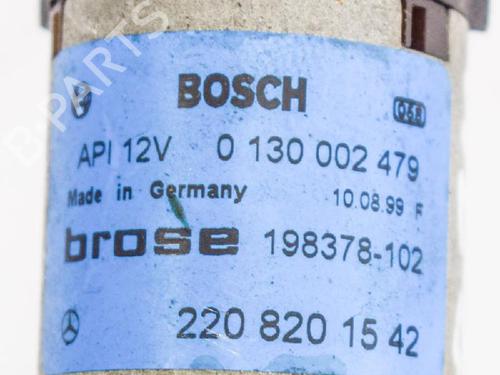 BOSCH 068
API 12V 0 130 002 479
Made in Germany 10.08.99 F
brose 198378-102
220 820 15 42
B-PARTS